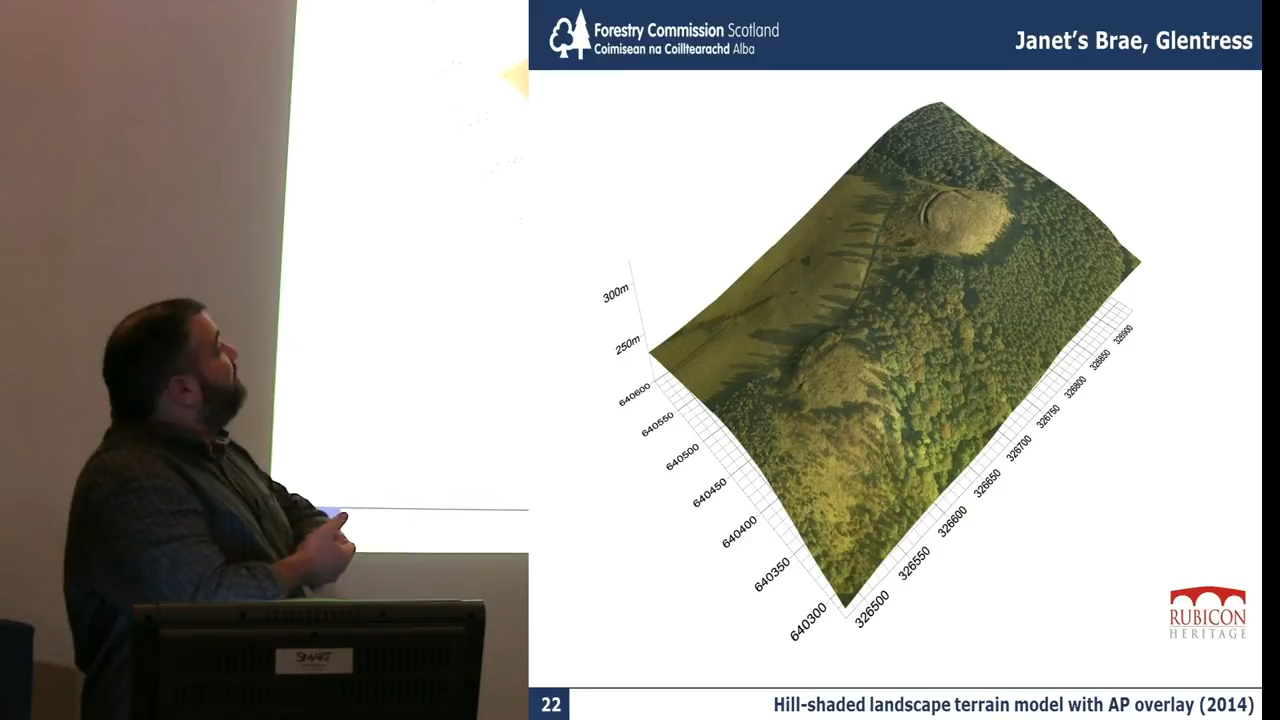 Forestry Commission Scotland
Coimisean na Coilltearachd Alba
Janet's Brae, Glentress
300m
250m
640600
640550
640500
640450
640400
640350
640300
326500
326550
326600
326650
326700
326750
326800
326850
326900
RUBICON
HERITAGE
SMART
22
Hill-shaded landscape terrain model with AP overlay (2014)